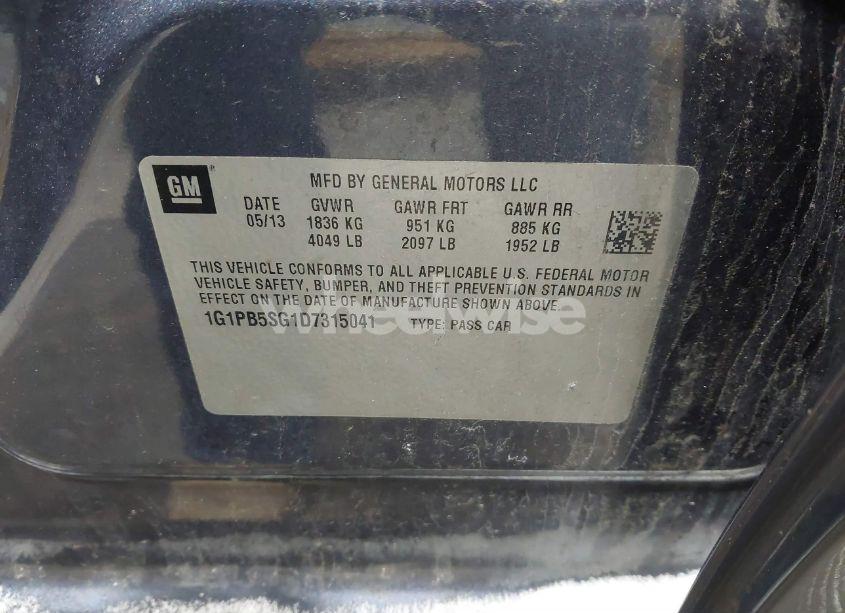 GM
MFD BY GENERAL MOTORS LLC
DATE GVWR GAWR FRT GAWR RR
05/13 1836 KG 951 KG 885 KG
4049 LB 2097 LB 1952 LB
THIS VEHICLE CONFORMS TO ALL APPLICABLE U.S. FEDERAL MOTOR
VEHICLE SAFETY, BUMPER, AND THEFT PREVENTION STANDARDS IN
EFFECT ON THE DATE OF MANUFACTURE SHOWN ABOVE.
1G1PB5SG1D7315041 TYPE: PASS CAR
wheelwise